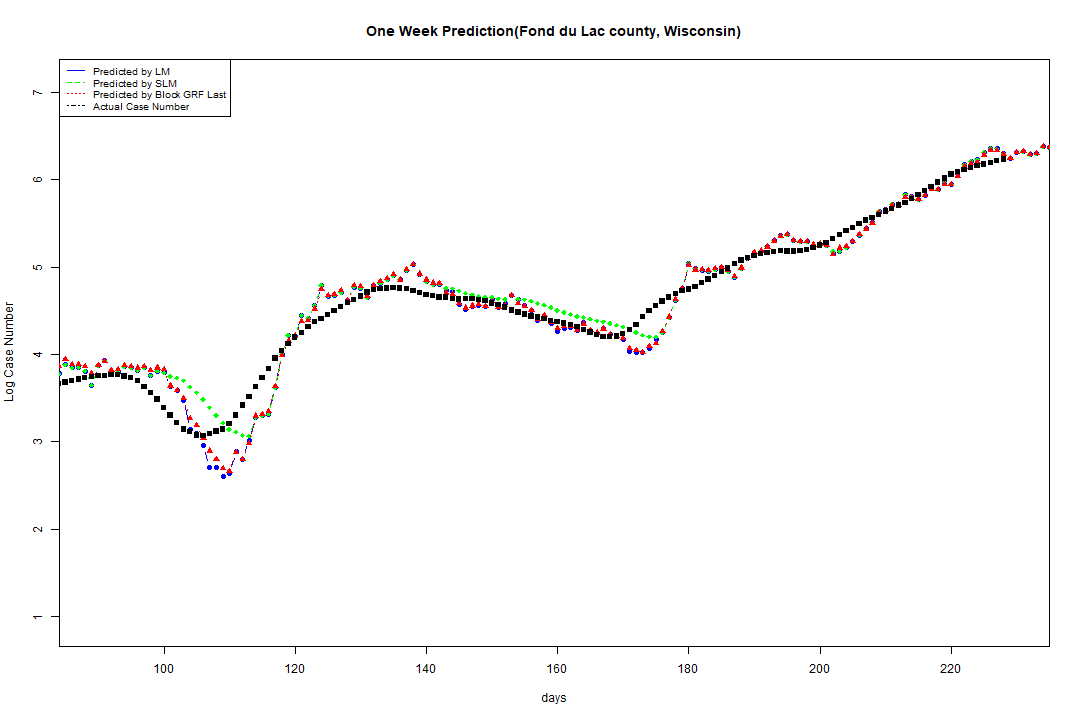 One Week Prediction(Fond du Lac county, Wisconsin)
Predicted by LM
Predicted by SLM
Predicted by Block GRF Last
Actual Case Number
7
6
5
4
3
2
1
Log Case Number
100 120 140 160 180 200 220
days